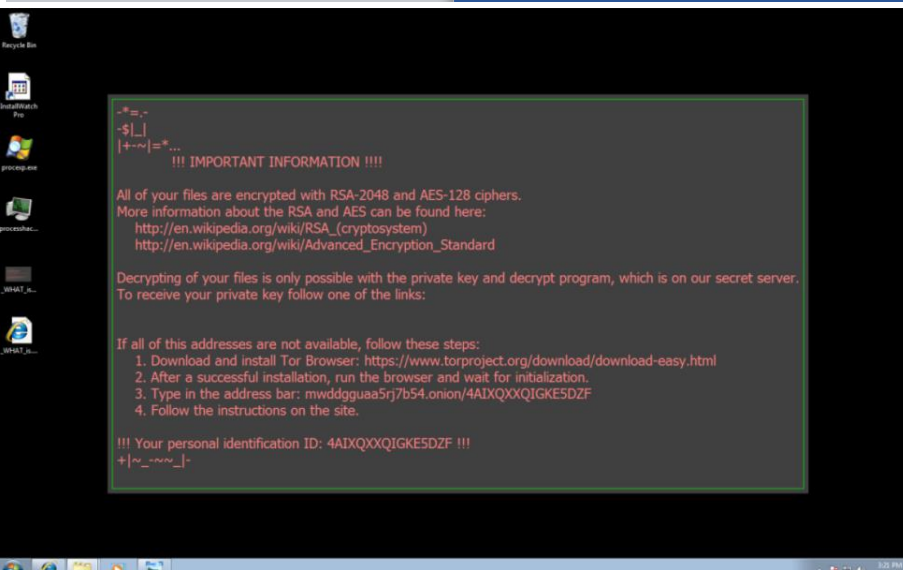 Recycle Bin
InstallWatch
Pro
procexp.exe
processhac...
_WHAT_is...
_WHAT_is...
-*=.-
-$|_|
|+-~|=*...
!!! IMPORTANT INFORMATION !!!!
All of your files are encrypted with RSA-2048 and AES-128 ciphers.
More information about the RSA and AES can be found here:
http://en.wikipedia.org/wiki/RSA_(cryptosystem)
http://en.wikipedia.org/wiki/Advanced_Encryption_Standard
Decrypting of your files is only possible with the private key and decrypt program, which is on our secret server.
To receive your private key follow one of the links:
If all of this addresses are not available, follow these steps:
1. Download and install Tor Browser: https://www.torproject.org/download/download-easy.html
2. After a successful installation, run the browser and wait for initialization.
3. Type in the address bar: mwddgguaa5rj7b54.onion/4AIXQXXQIGKE5DZF
4. Follow the instructions on the site.
!!! Your personal identification ID: 4AIXQXXQIGKE5DZF !!!
+|~_-~~_|-
3:21 PM